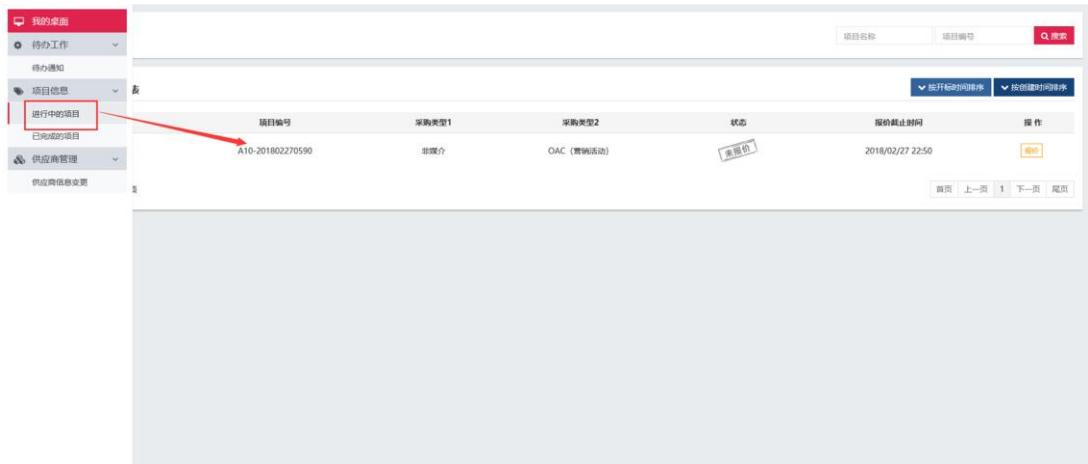 我的桌面
待办工作
待办通知
项目信息
进行中的项目
已完成的项目
供应商管理
供应商信息变更
项目名称 项目编号 搜索
表
按开标时间排序 按创建时间排序
项目编号 采购类型1 采购类型2 状态 报价截止时间 操作
A10-201802270590 非媒介 OAC（营销活动） 未报价 2018/02/27 22:50 报价
首页 上一页 1 下一页 尾页